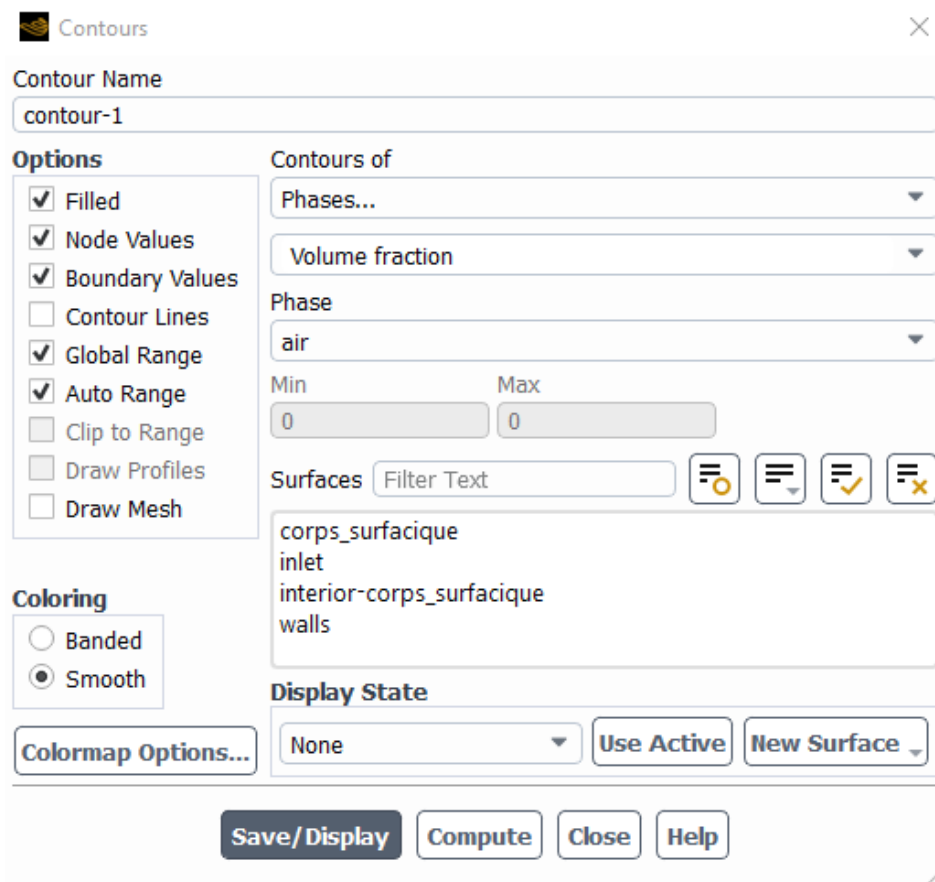 Contours
Contour Name
contour-1
Options
Filled
Node Values
Boundary Values
Contour Lines
Global Range
Auto Range
Clip to Range
Draw Profiles
Draw Mesh
Coloring
Banded
Smooth
Colormap Options...
Contours of
Phases...
Volume fraction
Phase
air
Min Max
0 0
Surfaces Filter Text
corps_surfacique
inlet
interior-corps_surfacique
walls
Display State
None Use Active New Surface
Save/Display Compute Close Help